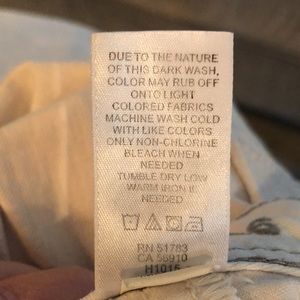 DUE TO THE NATURE
OF THIS DARK WASH,
COLOR MAY RUB OFF
ONTO LIGHT
COLORED FABRICS
MACHINE WASH COLD
WITH LIKE COLORS
ONLY NON-CHLORINE
BLEACH WHEN
NEEDED
TUMBLE DRY LOW
WARM IRON IF
NEEDED
RN 51783
CA 56910
H1015